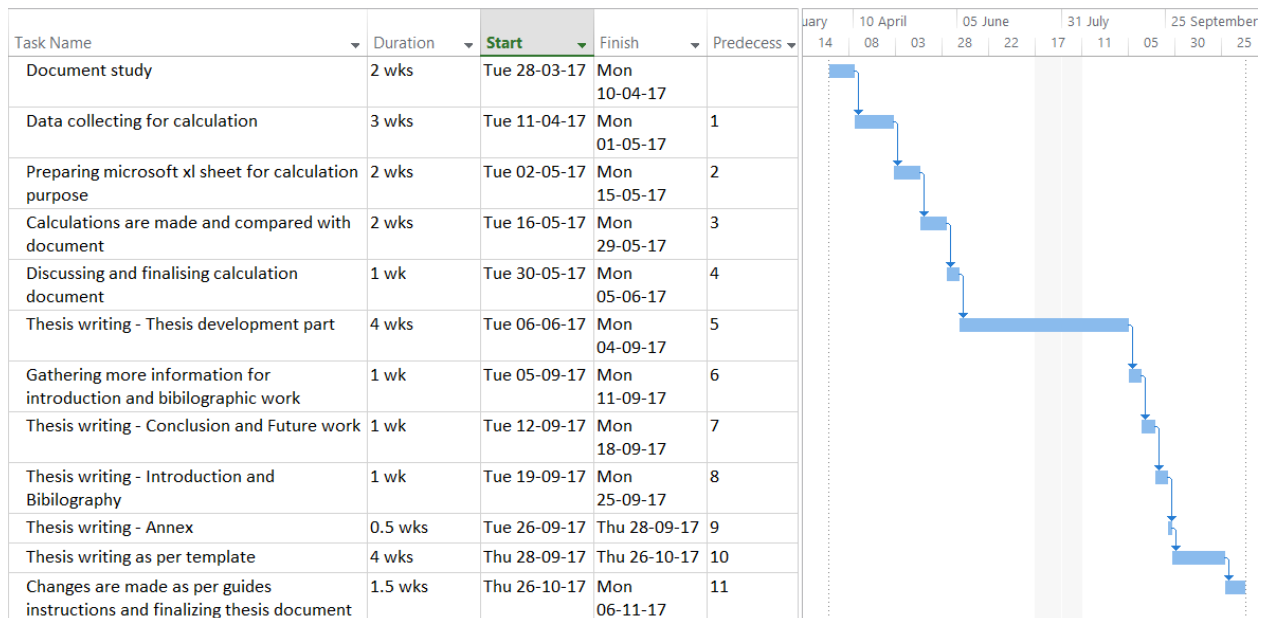 uary 10 April 05 June 31 July 25 September
Task Name Duration Start Finish Predecess 14 08 03 28 22 17 11 05 30 25
Document study 2 wks Tue 28-03-17 Mon
10-04-17
Data collecting for calculation 3 wks Tue 11-04-17 Mon 1
01-05-17
Preparing microsoft xl sheet for calculation 2 wks Tue 02-05-17 Mon 2
purpose 15-05-17
Calculations are made and compared with 2 wks Tue 16-05-17 Mon 3
document 29-05-17
Discussing and finalising calculation 1 wk Tue 30-05-17 Mon 4
document 05-06-17
Thesis writing - Thesis development part 4 wks Tue 06-06-17 Mon 5
04-09-17
Gathering more information for 1 wk Tue 05-09-17 Mon 6
introduction and bibilographic work 11-09-17
Thesis writing - Conclusion and Future work 1 wk Tue 12-09-17 Mon 7
18-09-17
Thesis writing - Introduction and 1 wk Tue 19-09-17 Mon 8
Bibilography 25-09-17
Thesis writing - Annex 0.5 wks Tue 26-09-17 Thu 28-09-17 9
Thesis writing as per template 4 wks Thu 28-09-17 Thu 26-10-17 10
Changes are made as per guides 1.5 wks Thu 26-10-17 Mon 11
instructions and finalizing thesis document 06-11-17